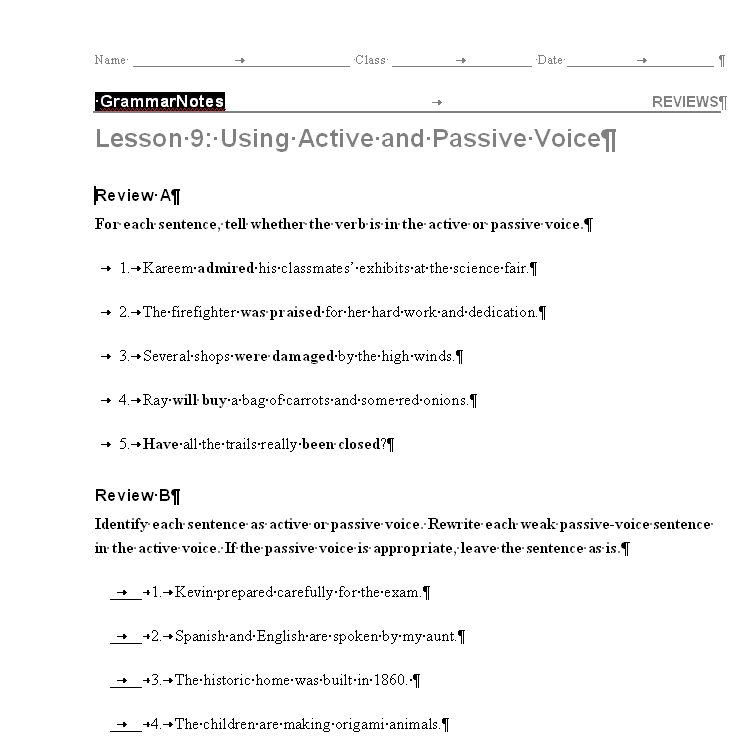 Name ____ Class ____ Date ____
GrammarNotes REVIEWS
Lesson 9: Using Active and Passive Voice
Review A
For each sentence, tell whether the verb is in the active or passive voice.
1. Kareem admired his classmates’ exhibits at the science fair.
2. The firefighter was praised for her hard work and dedication.
3. Several shops were damaged by the high winds.
4. Ray will buy a bag of carrots and some red onions.
5. Have all the trails really been closed?
Review B
Identify each sentence as active or passive voice. Rewrite each weak passive-voice sentence
in the active voice. If the passive voice is appropriate, leave the sentence as is.
____ 1. Kevin prepared carefully for the exam.
____ 2. Spanish and English are spoken by my aunt.
____ 3. The historic home was built in 1860.
____ 4. The children are making origami animals.